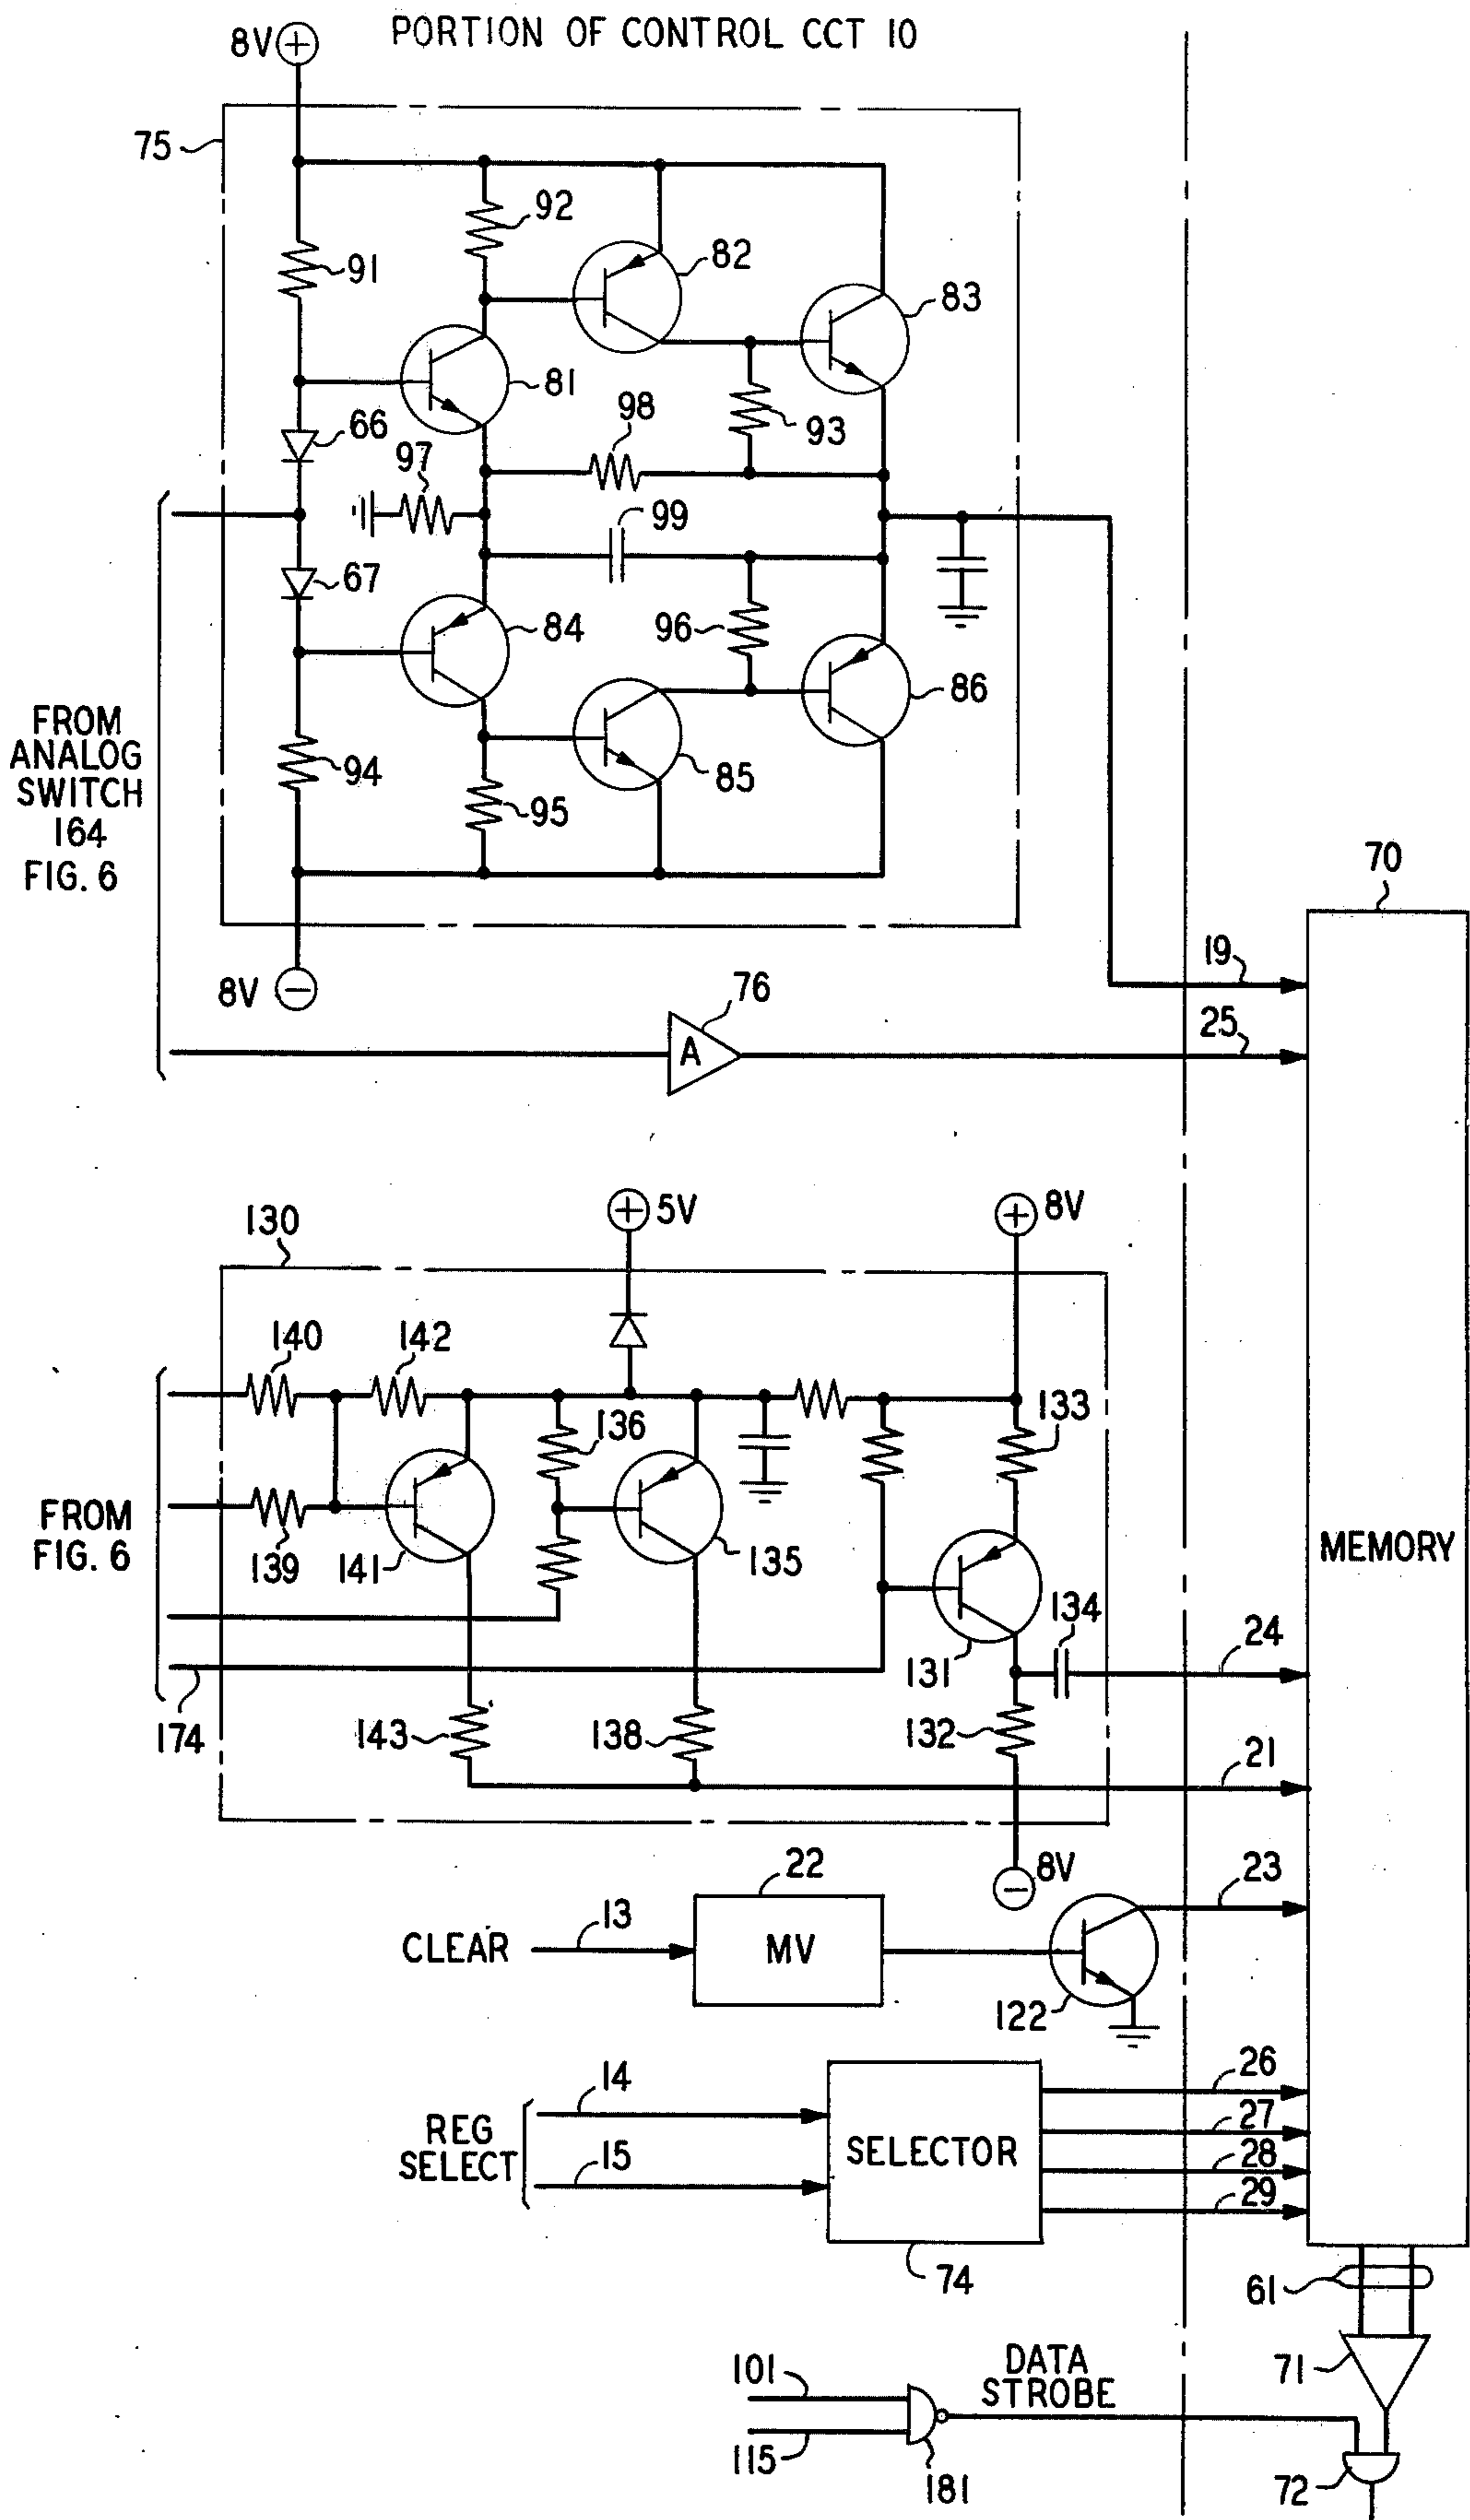 PORTION OF CONTROL CCT 10
8V +
75
92
82
91
83
81
98
66
93
97
99
67
84
96
86
FROM
ANALOG
SWITCH
164
FIG. 6
94
85
95
70
8V −
19
76
25
A
130
+ 5V
+ 8V
140
142
133
136
FROM
FIG. 6
MEMORY
139
141
135
134
24
131
174
143
138
132
21
22
8V
−
23
CLEAR
13
MV
122
14
26
REG
SELECT
27
SELECTOR
28
15
29
74
61
101
DATA
STROBE
71
115
181
72